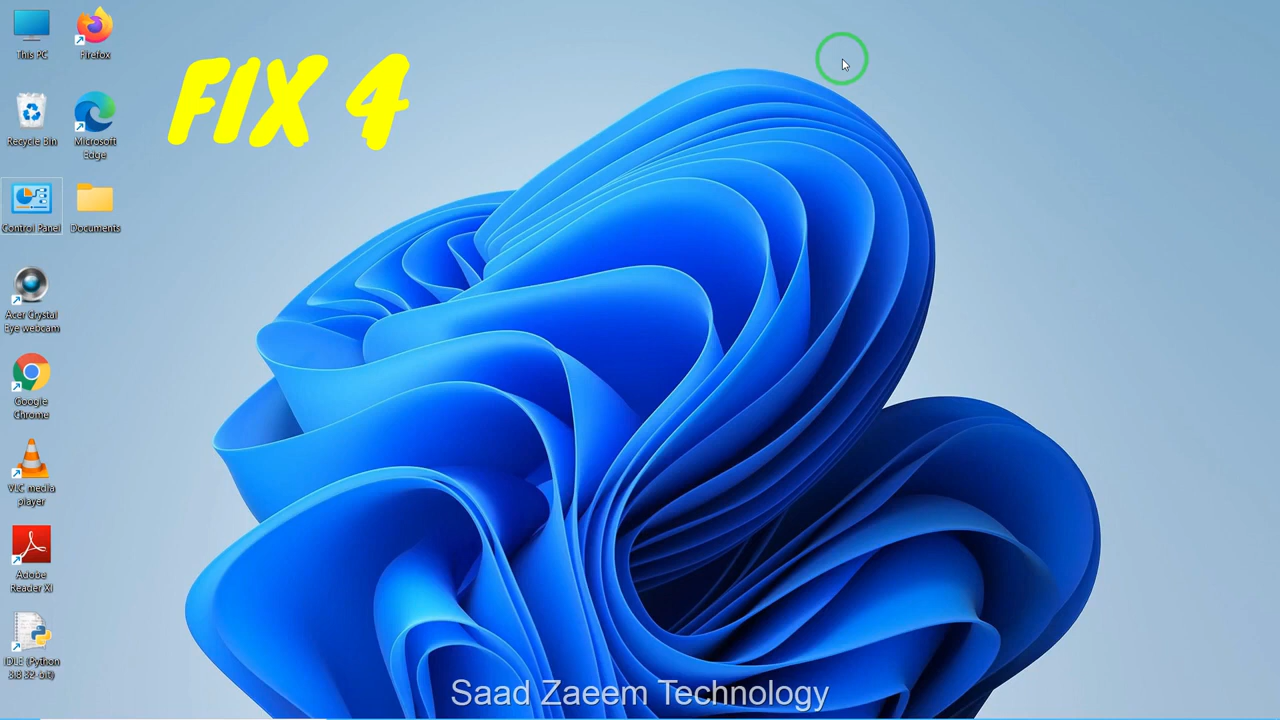 This PC
Firefox
FIX 4
Recycle Bin
Microsoft
Edge
Control Panel
Documents
Acer Crystal
Eye webcam
Google
Chrome
VLC media
player
Adobe
Reader XI
IDLE (Python
3.8 32-bit)
Saad Zaeem Technology